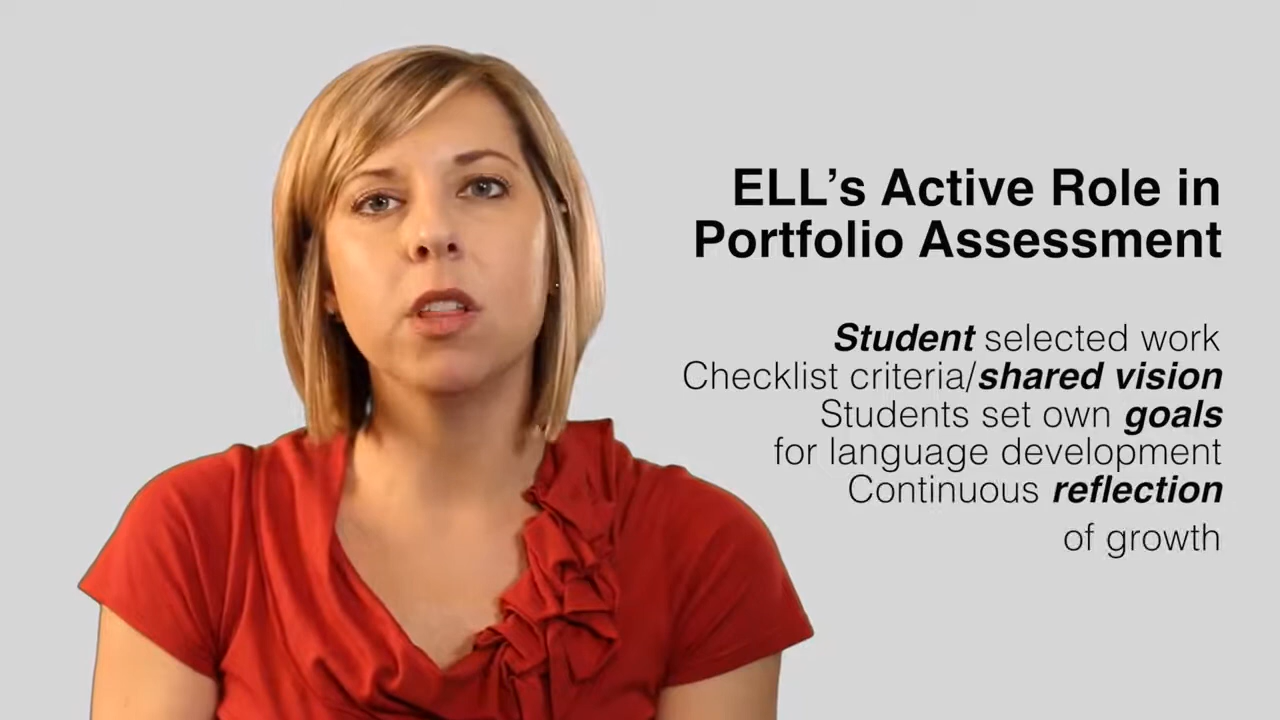 ELL’s Active Role in
Portfolio Assessment
Student selected work
Checklist criteria/shared vision
Students set own goals
for language development
Continuous reflection
of growth